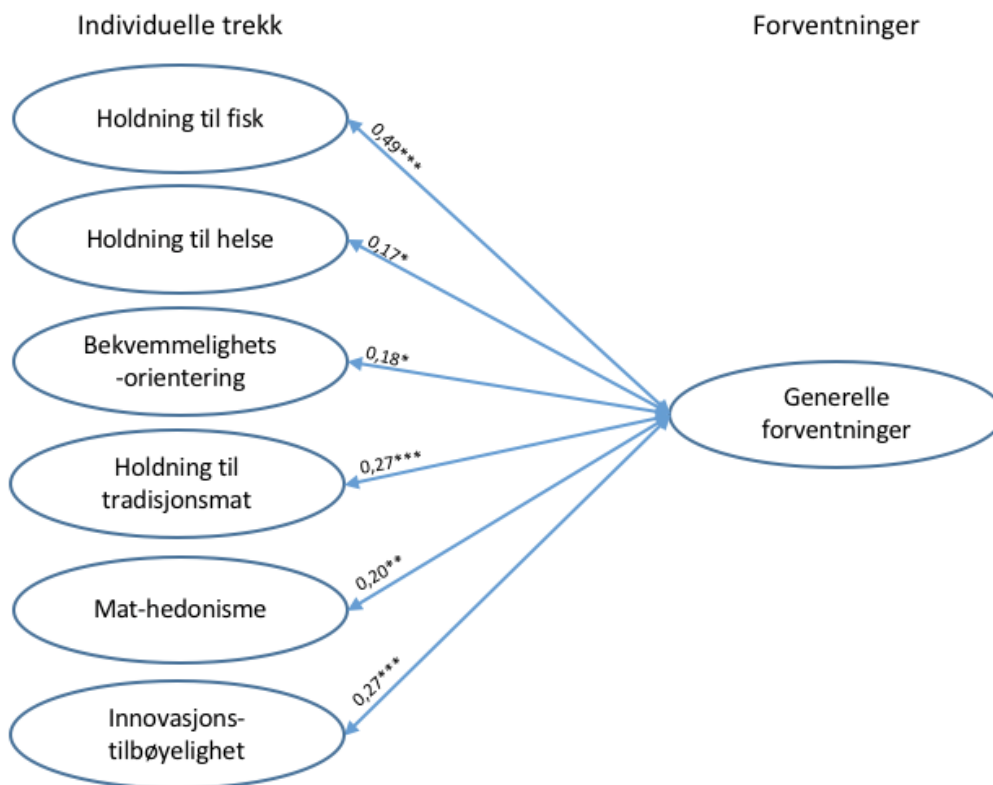 Individuelle trekk
Forventninger
Holdning til fisk
0,49***
Holdning til helse
0,17*
Bekvemmelighets
-orientering
0,18*
Generelle
forventninger
Holdning til
tradisjonsmat
0,27***
Mat-hedonisme
0,20**
Innovasjons-
tilbøyelighet
0,27***